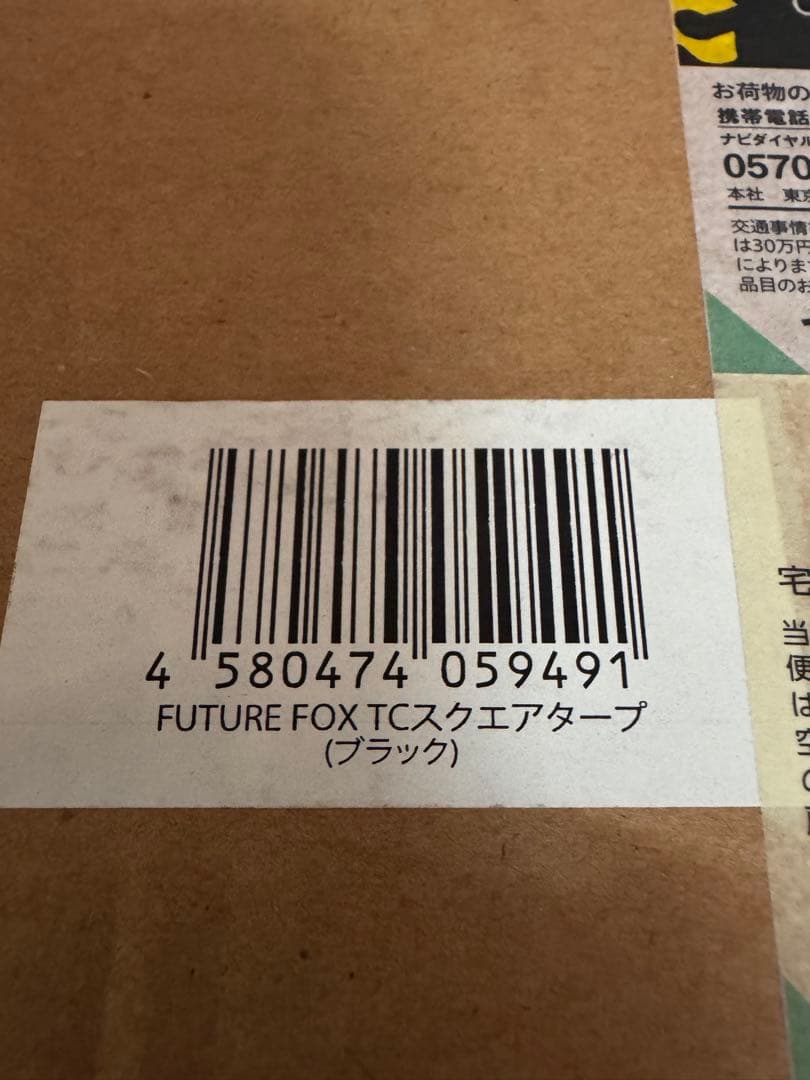 お荷物の
携帯電話
ナビダイヤル
0570
本社 東京
交通事情
は30万円
によります
品目のお
4 580474 059491
FUTURE FOX TCスクエアタープ
(ブラック)
宅
当
便
は
空